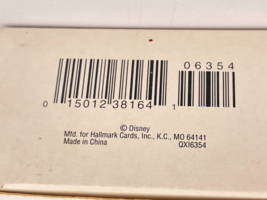 06354
0 15012 38164 1
© Disney
Mfd. for Hallmark Cards, Inc., K.C., MO 64141
Made in China
QXI6354